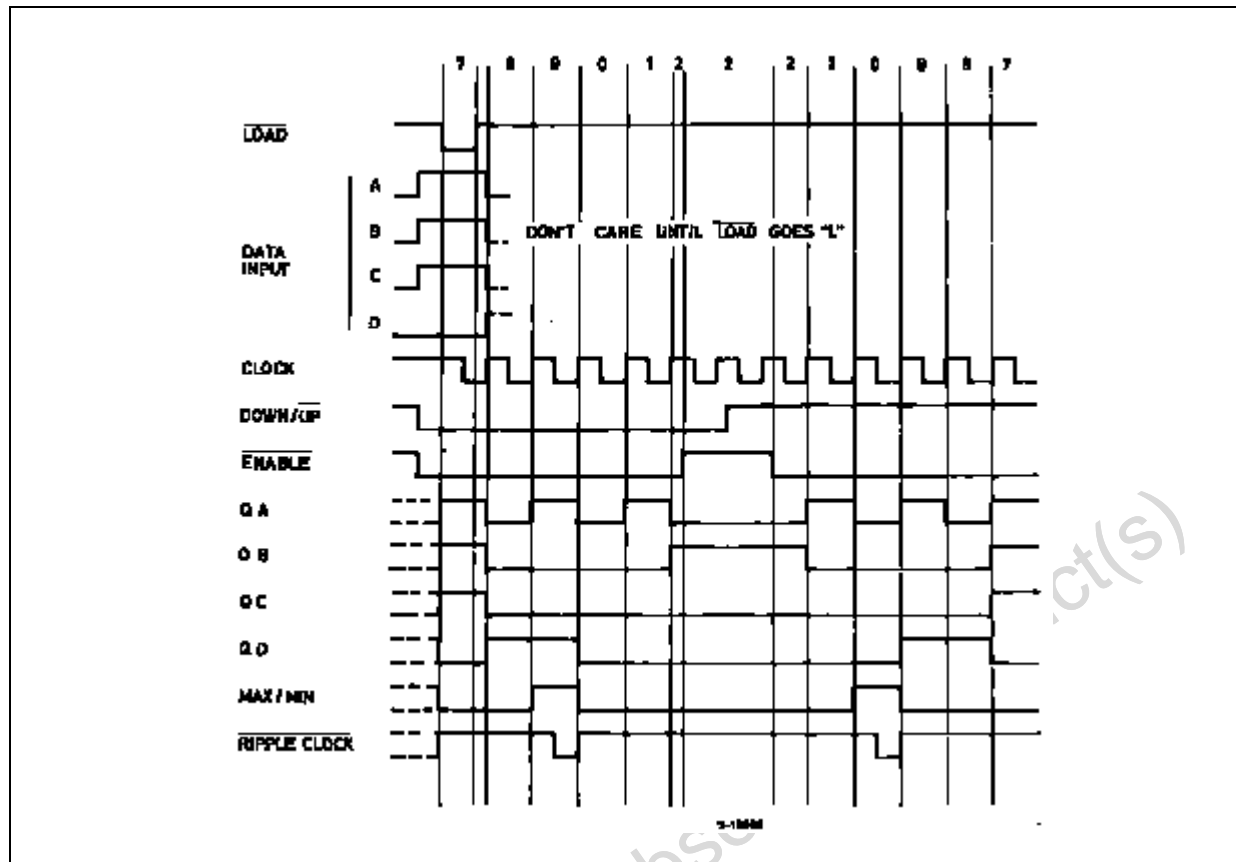 7 8 9 0 1 2 2 2 1 0 9 8 7
LOAD
A
B DON'T CARE UNTIL LOAD GOES "L"
DATA
INPUT
C
D
CLOCK
DOWN/UP
ENABLE
Q A
Q B
Q C
Q D
MAX / MIN
RIPPLE CLOCK
ct(s)